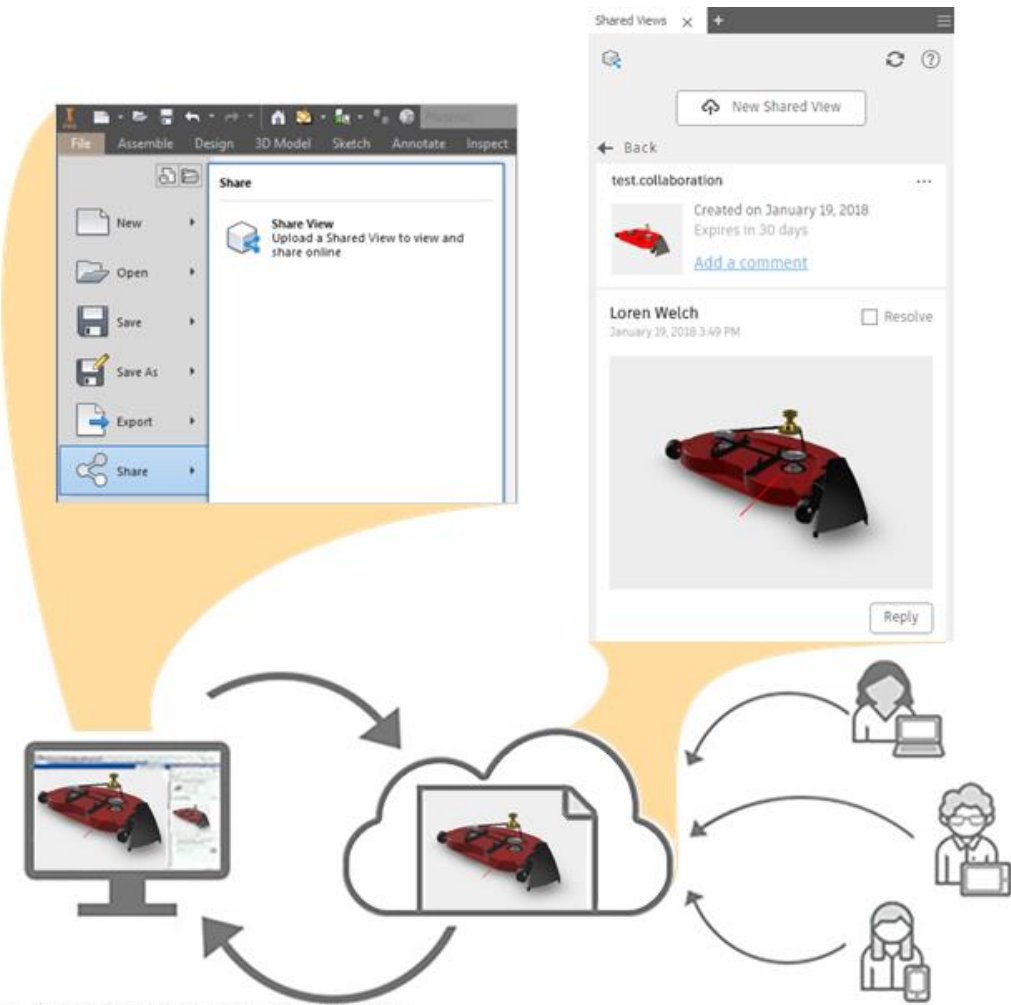 PRO
File Assemble Design 3D Model Sketch Annotate Inspect
Share
New
Share View
Upload a Shared View to view and
share online
Open
Save
Save As
Export
Share
Shared Views
New Shared View
Back
test.collaboration
Created on January 19, 2018
Expires in 30 days
Add a comment
Loren Welch
Resolve
January 19, 2018 3:49 PM
Reply